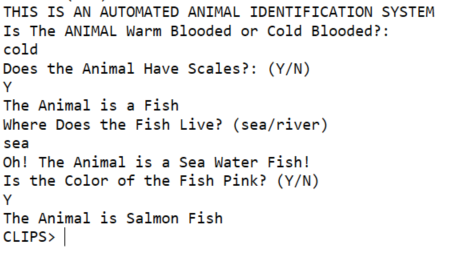 THIS IS AN AUTOMATED ANIMAL IDENTIFICATION SYSTEM
Is The ANIMAL Warm Blooded or Cold Blooded?:
cold
Does the Animal Have Scales?: (Y/N)
Y
The Animal is a Fish
Where Does the Fish Live? (sea/river)
sea
Oh! The Animal is a Sea Water Fish!
Is the Color of the Fish Pink? (Y/N)
Y
The Animal is Salmon Fish
CLIPS>